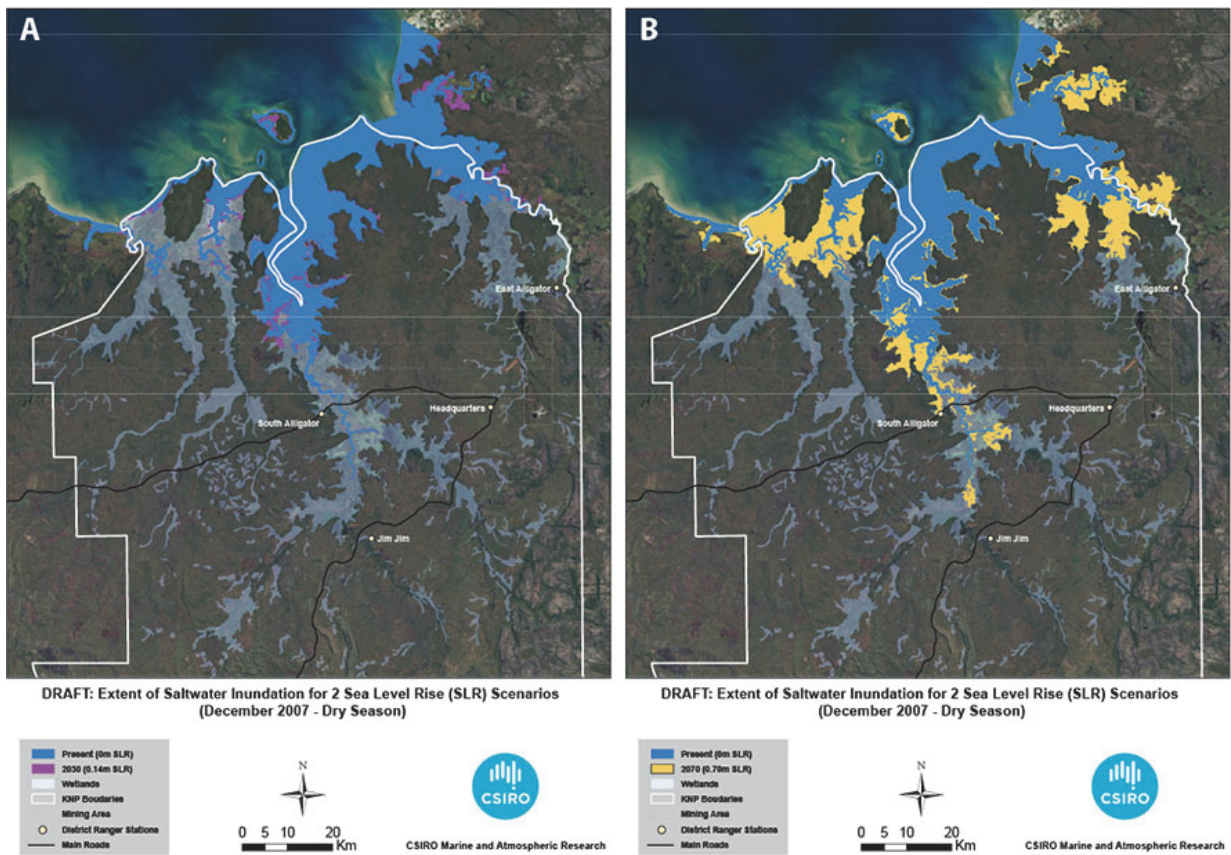 A
East Alligator
Headquarters
South Alligator
Jim Jim
DRAFT: Extent of Saltwater Inundation for 2 Sea Level Rise (SLR) Scenarios
(December 2007 - Dry Season)
Present (0m SLR)
2030 (0.14m SLR)
Wetlands
KNP Boudaries
Mining Area
District Ranger Stations
Main Roads
N
0 5 10 20
Km
CSIRO
CSIRO Marine and Atmospheric Research
B
East Alligator
Headquarters
South Alligator
Jim Jim
DRAFT: Extent of Saltwater Inundation for 2 Sea Level Rise (SLR) Scenarios
(December 2007 - Dry Season)
Present (0m SLR)
2070 (0.70m SLR)
Wetlands
KNP Boudaries
Mining Area
District Ranger Stations
Main Roads
N
0 5 10 20
Km
CSIRO
CSIRO Marine and Atmospheric Research